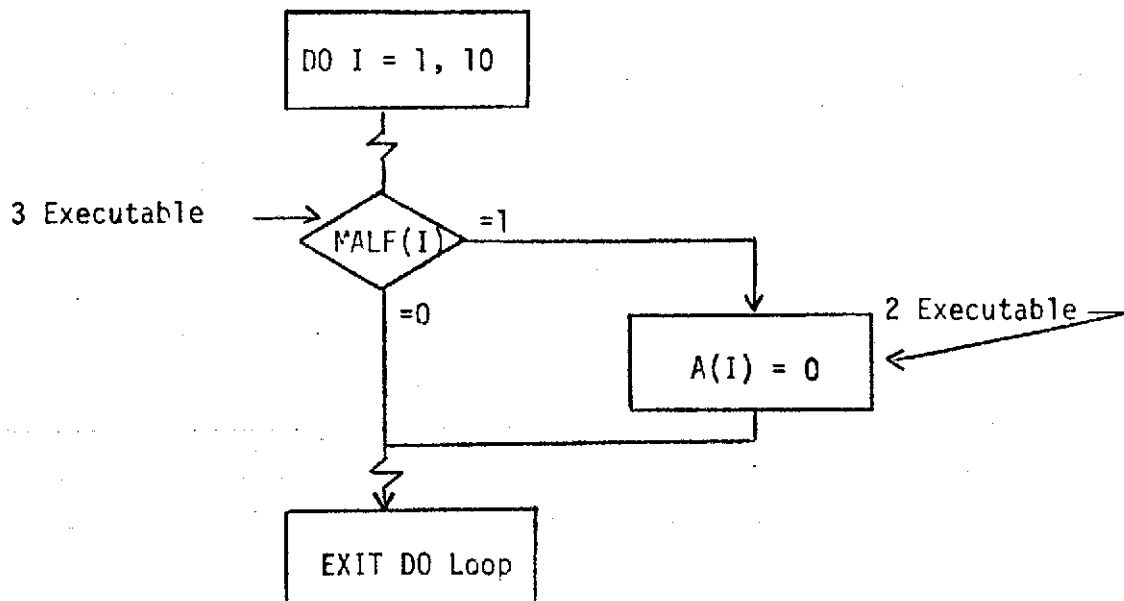 DO I = 1, 10
3 Executable
MALF(I)
=1
=0
2 Executable
A(I) = 0
EXIT DO Loop